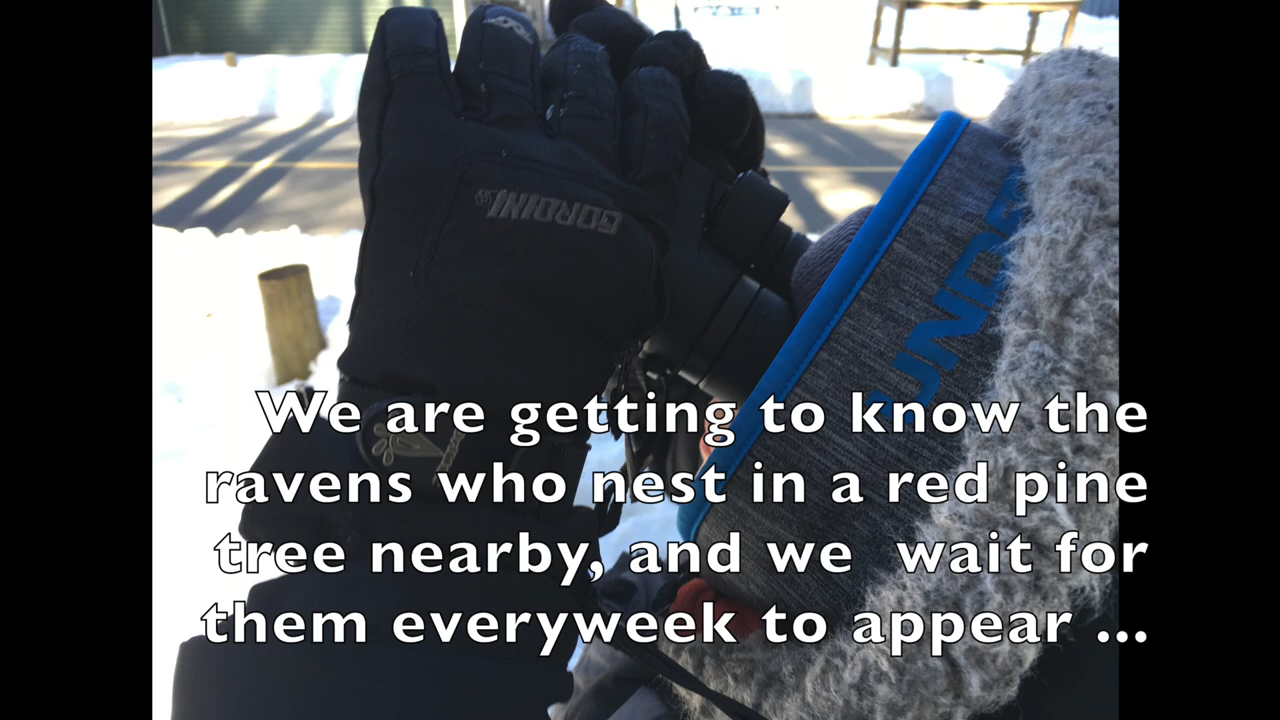 GORDINI
UNDER
We are getting to know the
ravens who nest in a red pine
tree nearby, and we  wait for
them everyweek to appear ...